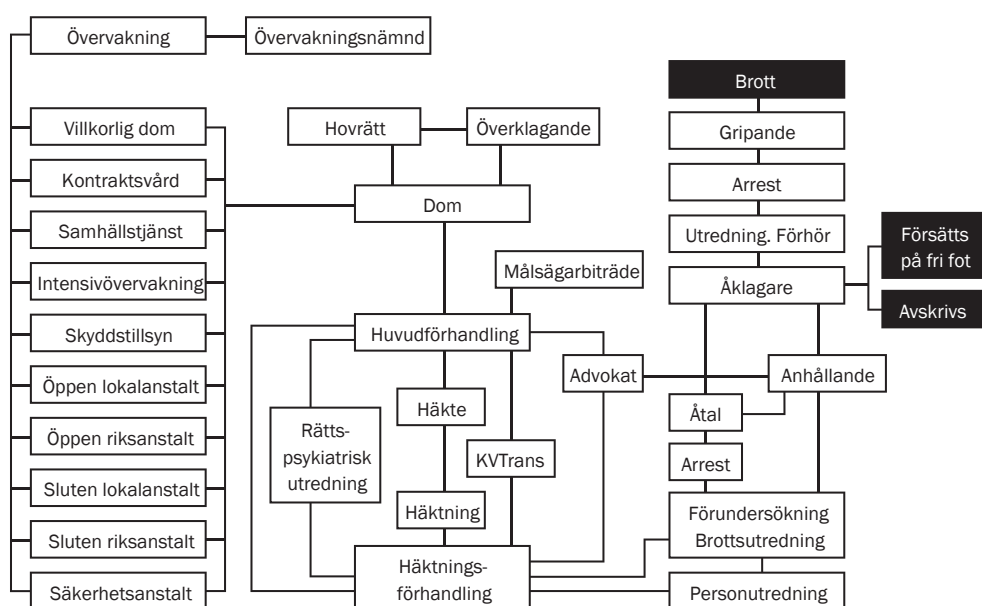 Övervakning
Övervakningsnämnd
Villkorlig dom
Kontraktsvård
Samhällstjänst
Intensivövervakning
Skyddstillsyn
Öppen lokalanstalt
Öppen riksanstalt
Sluten lokalanstalt
Sluten riksanstalt
Säkerhetsanstalt
Hovrätt
Överklagande
Dom
Målsägarbiträde
Huvudförhandling
Rätts-
psykiatrisk
utredning
Häkte
KVTrans
Häktning
Häktnings-
förhandling
Advokat
Brott
Gripande
Arrest
Utredning. Förhör
Åklagare
Försätts
på fri fot
Avskrivs
Anhållande
Åtal
Arrest
Förundersökning
Brottsutredning
Personutredning